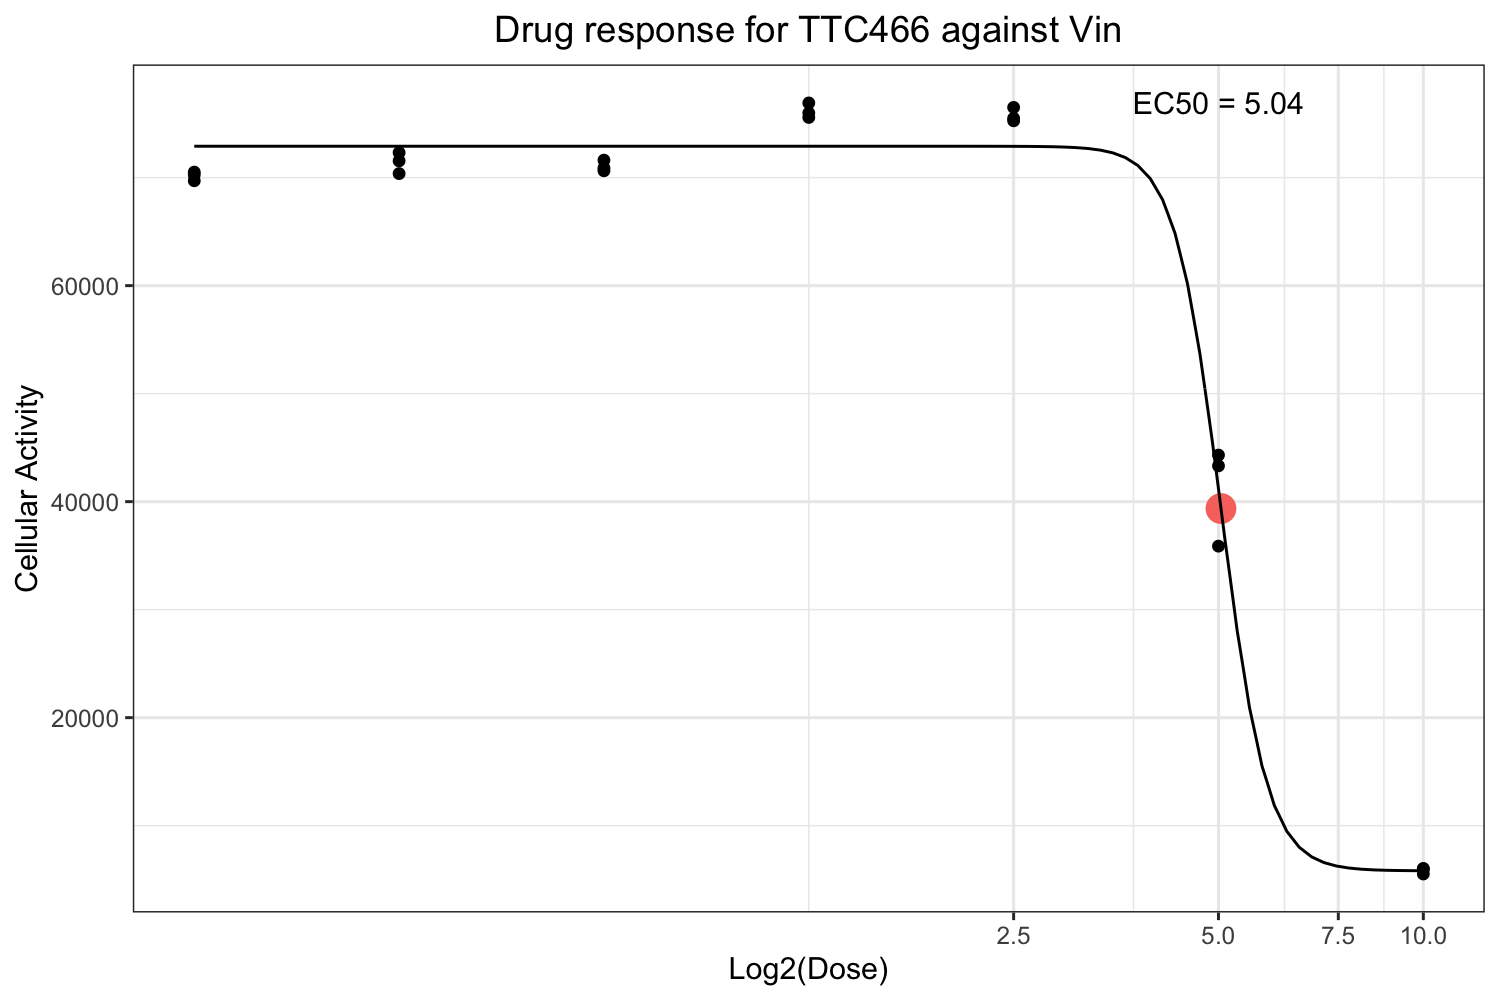 Drug response for TTC466 against Vin
EC50 = 5.04
60000
40000
20000
Cellular Activity
2.5 5.0 7.5 10.0
Log2(Dose)